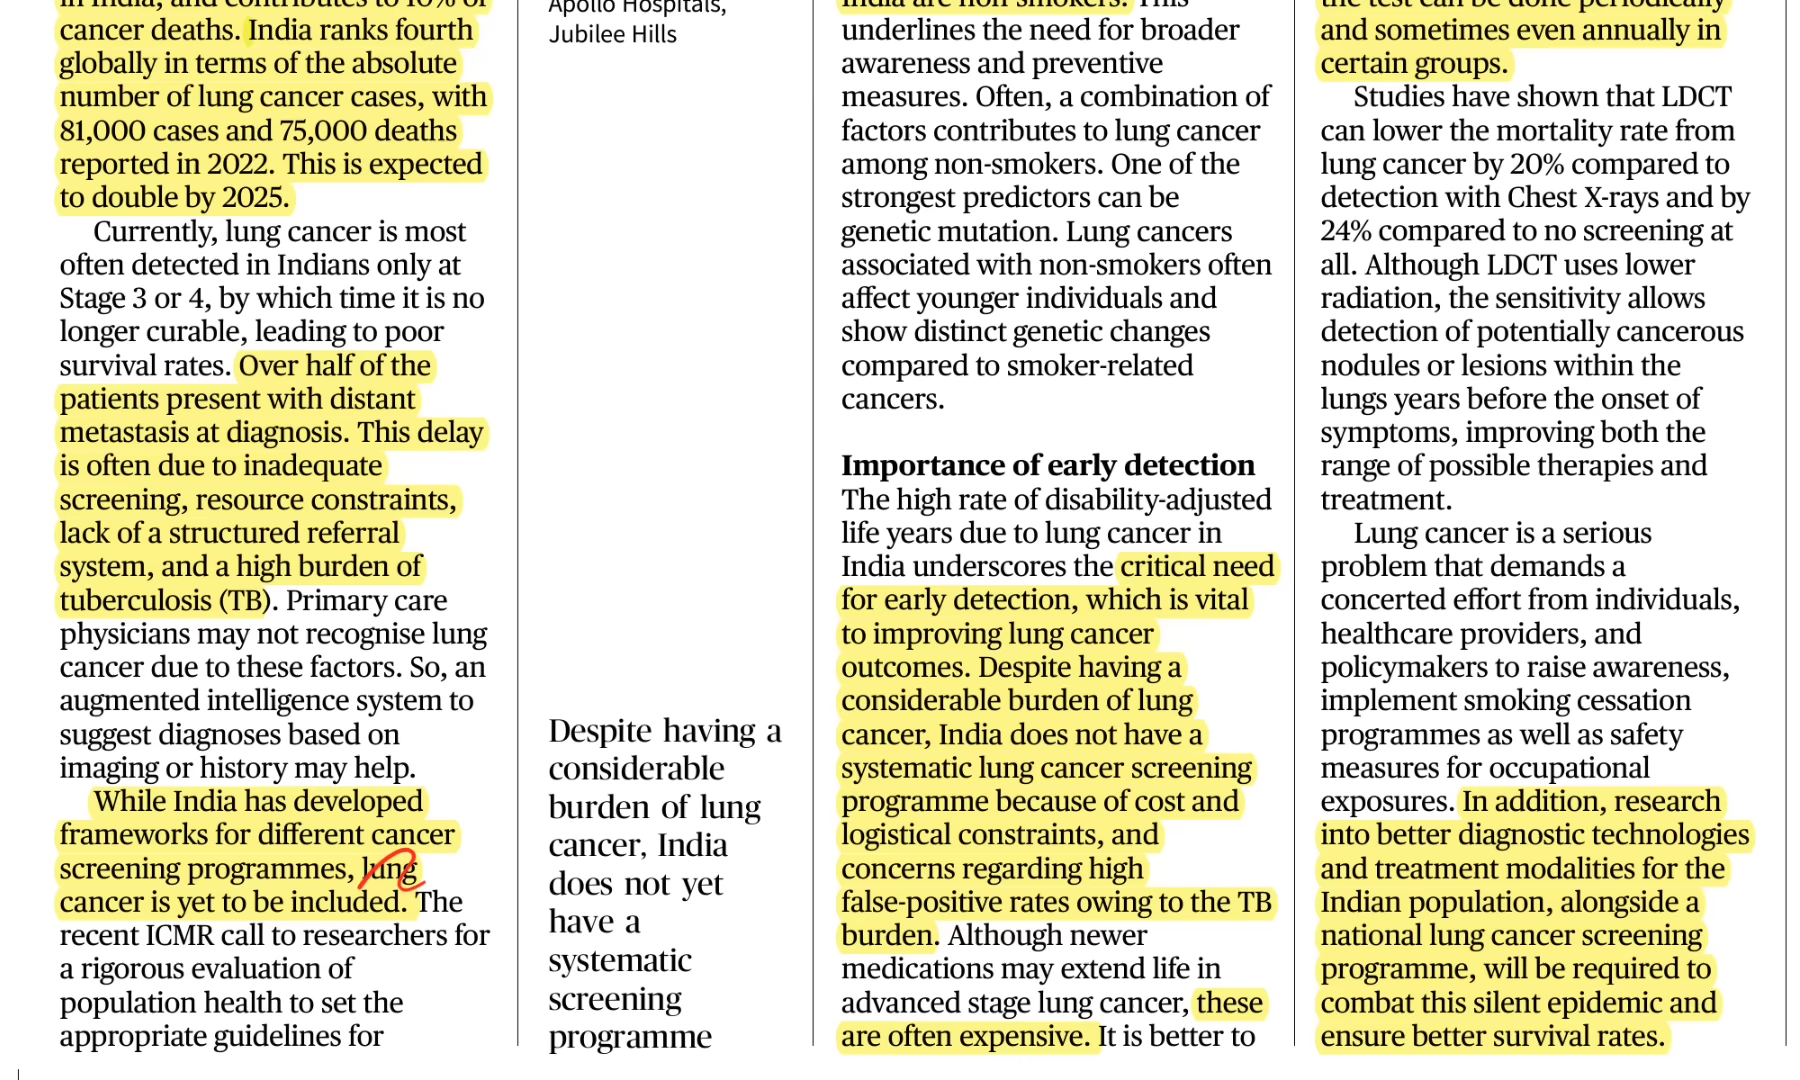 in India, and contributes to 10% of
cancer deaths. India ranks fourth
globally in terms of the absolute
number of lung cancer cases, with
81,000 cases and 75,000 deaths
reported in 2022. This is expected
to double by 2025.
Currently, lung cancer is most
often detected in Indians only at
Stage 3 or 4, by which time it is no
longer curable, leading to poor
survival rates. Over half of the
patients present with distant
metastasis at diagnosis. This delay
is often due to inadequate
screening, resource constraints,
lack of a structured referral
system, and a high burden of
tuberculosis (TB). Primary care
physicians may not recognise lung
cancer due to these factors. So, an
augmented intelligence system to
suggest diagnoses based on
imaging or history may help.
While India has developed
frameworks for different cancer
screening programmes, lung
cancer is yet to be included. The
recent ICMR call to researchers for
a rigorous evaluation of
population health to set the
appropriate guidelines for
Apollo Hospitals,
Jubilee Hills
Despite having a
considerable
burden of lung
cancer, India
does not yet
have a
systematic
screening
programme
India are non-smokers. This
underlines the need for broader
awareness and preventive
measures. Often, a combination of
factors contributes to lung cancer
among non-smokers. One of the
strongest predictors can be
genetic mutation. Lung cancers
associated with non-smokers often
affect younger individuals and
show distinct genetic changes
compared to smoker-related
cancers.
Importance of early detection
The high rate of disability-adjusted
life years due to lung cancer in
India underscores the critical need
for early detection, which is vital
to improving lung cancer
outcomes. Despite having a
considerable burden of lung
cancer, India does not have a
systematic lung cancer screening
programme because of cost and
logistical constraints, and
concerns regarding high
false-positive rates owing to the TB
burden. Although newer
medications may extend life in
advanced stage lung cancer, these
are often expensive. It is better to
the test can be done periodically
and sometimes even annually in
certain groups.
Studies have shown that LDCT
can lower the mortality rate from
lung cancer by 20% compared to
detection with Chest X-rays and by
24% compared to no screening at
all. Although LDCT uses lower
radiation, the sensitivity allows
detection of potentially cancerous
nodules or lesions within the
lungs years before the onset of
symptoms, improving both the
range of possible therapies and
treatment.
Lung cancer is a serious
problem that demands a
concerted effort from individuals,
healthcare providers, and
policymakers to raise awareness,
implement smoking cessation
programmes as well as safety
measures for occupational
exposures. In addition, research
into better diagnostic technologies
and treatment modalities for the
Indian population, alongside a
national lung cancer screening
programme, will be required to
combat this silent epidemic and
ensure better survival rates.